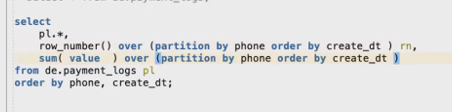 select
pl.*,
row_number() over (partition by phone order by create_dt ) rn,
sum( value ) over (partition by phone order by create_dt )
from de.payment_logs pl
order by phone, create_dt;